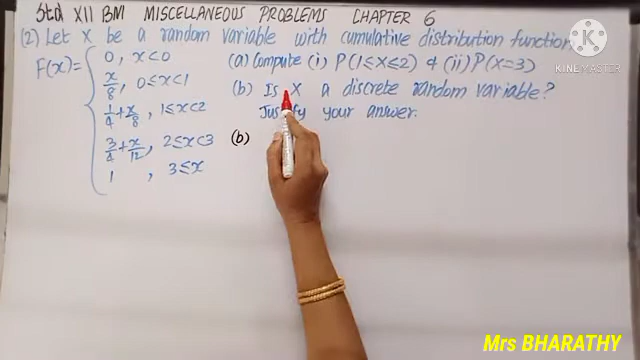 Std XII BM MISCELLANEOUS PROBLEMS CHAPTER 6
(2) Let X be a random variable with cumulative distribution function
F(x) = { 0, x<0
x/8, 0≤x<1
1/4 + x/8, 1≤x<2
3/4 + x/12, 2≤x<3
1, 3≤x
(a) Compute (i) P(1≤X≤2) & (ii) P(X=3)
(b) Is X a discrete random variable?
Justify your answer.
(b)
KINEMASTER
Mrs BHARATHY